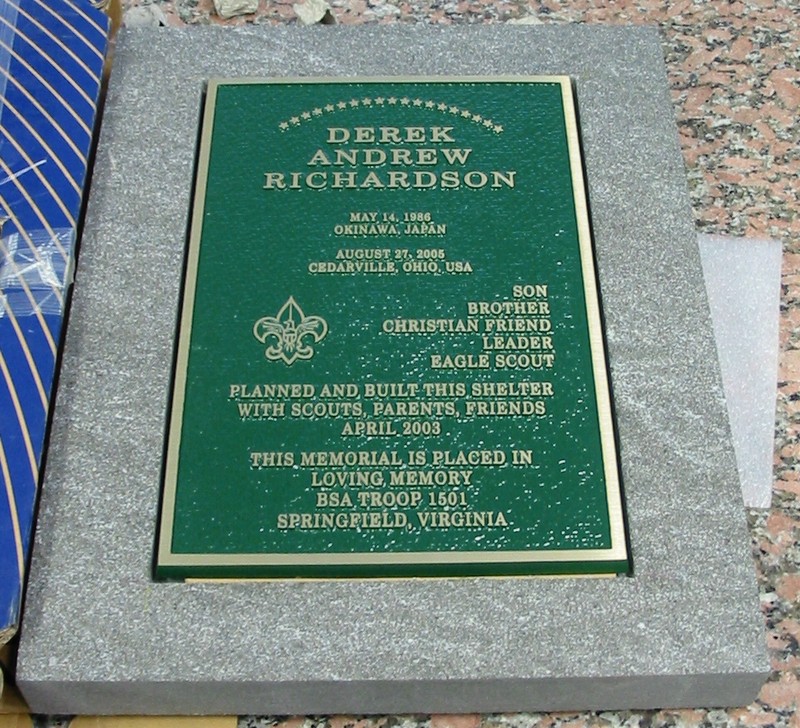 DEREK
ANDREW
RICHARDSON
MAY 14, 1986
OKINAWA, JAPAN
AUGUST 27, 2005
CEDARVILLE, OHIO, USA
SON
BROTHER
CHRISTIAN FRIEND
LEADER
EAGLE SCOUT
PLANNED AND BUILT THIS SHELTER
WITH SCOUTS, PARENTS, FRIENDS
APRIL 2003
THIS MEMORIAL IS PLACED IN
LOVING MEMORY
BSA TROOP 1501
SPRINGFIELD, VIRGINIA